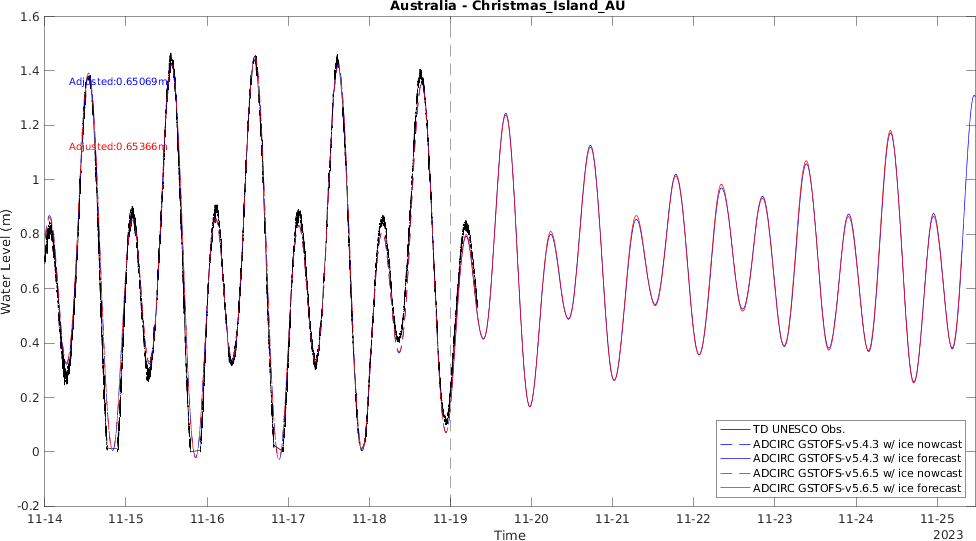 Australia - Christmas_Island_AU
1.6
1.4
1.2
1
0.8
0.6
0.4
0.2
0
-0.2
Water Level (m)
Adjusted:0.65069m
Adjusted:0.65366m
TD UNESCO Obs.
ADCIRC GSTOFS-v5.4.3 w/ ice nowcast
ADCIRC GSTOFS-v5.4.3 w/ ice forecast
ADCIRC GSTOFS-v5.6.5 w/ ice nowcast
ADCIRC GSTOFS-v5.6.5 w/ ice forecast
11-14 11-15 11-16 11-17 11-18 11-19 11-20 11-21 11-22 11-23 11-24 11-25
Time
2023